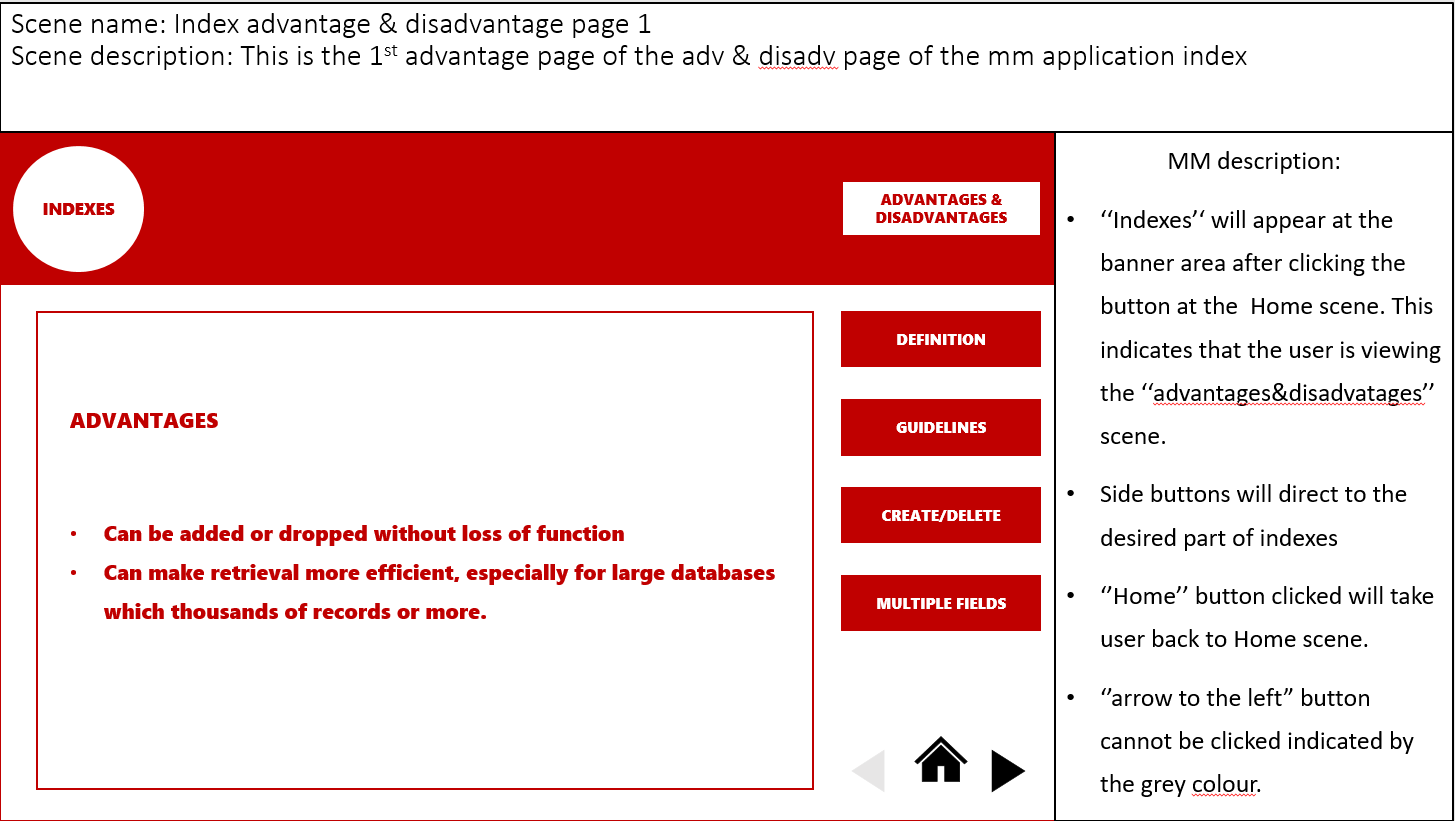 Scene name: Index advantage & disadvantage page 1
Scene description: This is the 1st advantage page of the adv & disadv page of the mm application index
INDEXES
ADVANTAGES &
DISADVANTAGES
ADVANTAGES
• Can be added or dropped without loss of function
• Can make retrieval more efficient, especially for large databases
which thousands of records or more.
DEFINITION
GUIDELINES
CREATE/DELETE
MULTIPLE FIELDS
MM description:
• ‘‘Indexes’‘ will appear at the
banner area after clicking the
button at the  Home scene. This
indicates that the user is viewing
the ‘‘advantages&disadvatages’’
scene.
• Side buttons will direct to the
desired part of indexes
• ‘’Home’’ button clicked will take
user back to Home scene.
• ‘’arrow to the left” button
cannot be clicked indicated by
the grey colour.